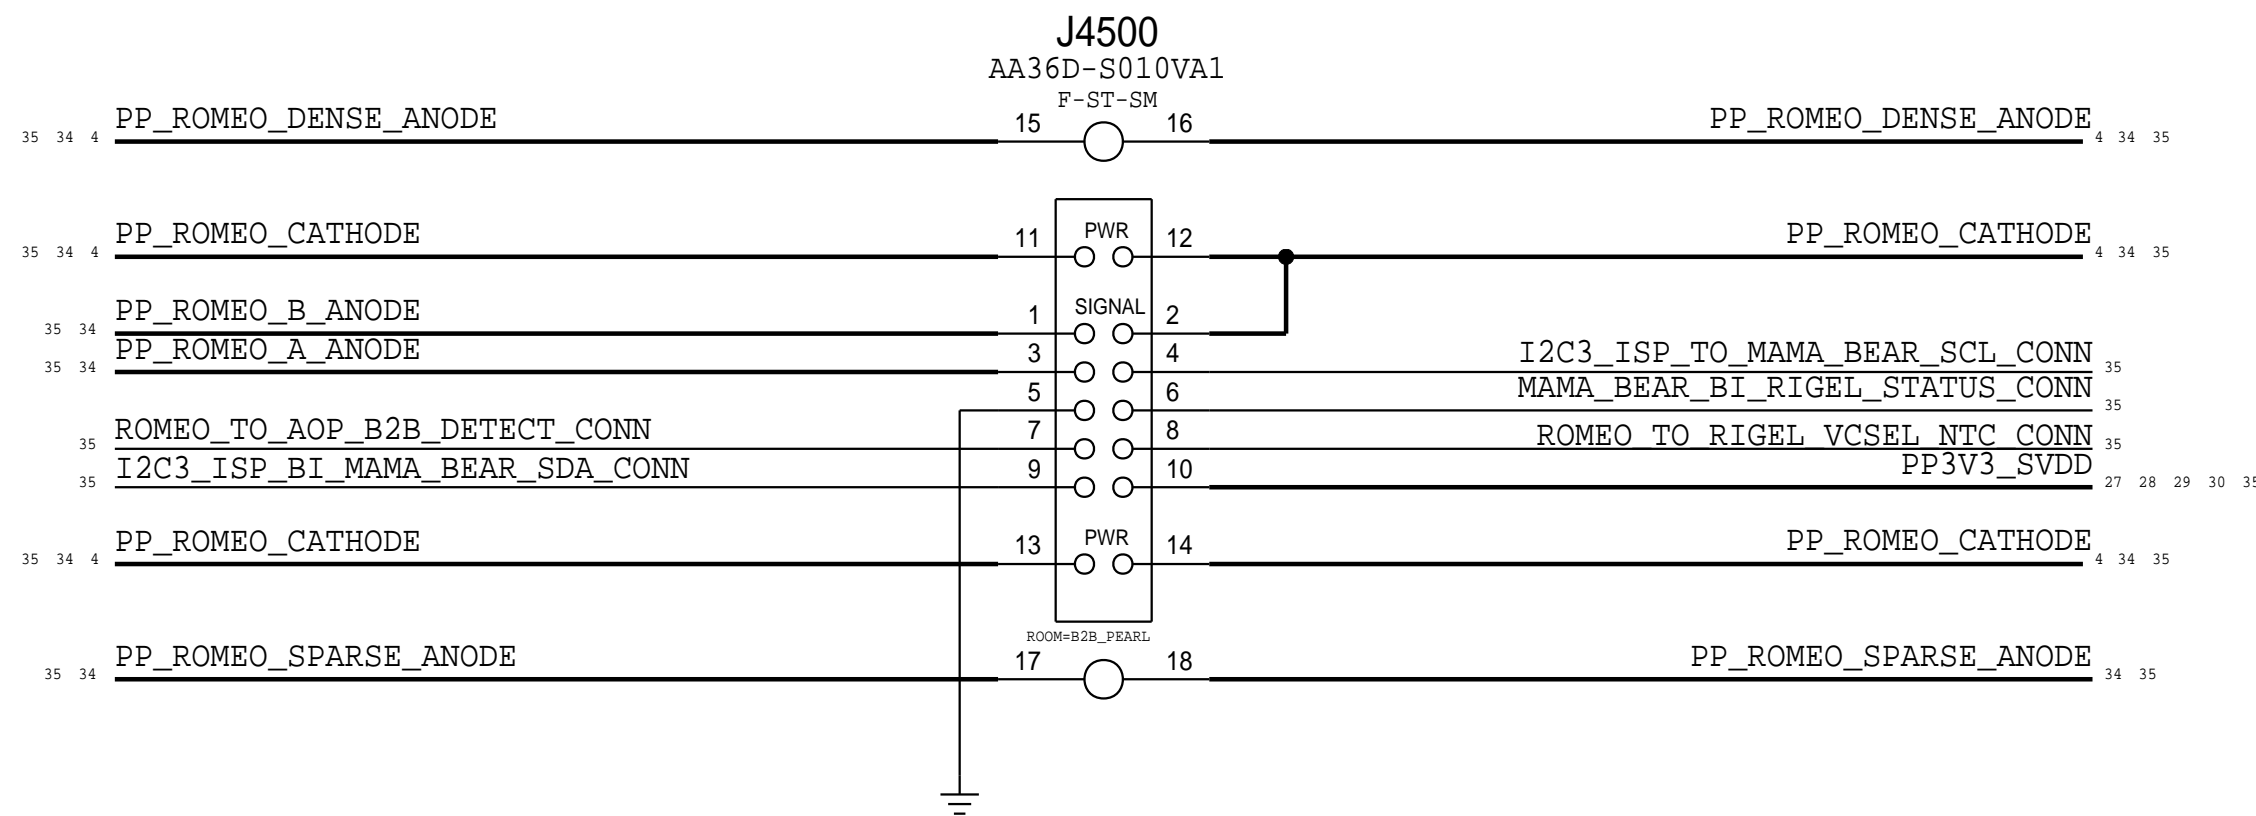 J4500
AA36D-S010VA1
F-ST-SM
35 34 4 PP_ROMEO_DENSE_ANODE 15 16 PP_ROMEO_DENSE_ANODE 4 34 35
35 34 4 PP_ROMEO_CATHODE 11 PWR 12 PP_ROMEO_CATHODE 4 34 35
35 34 PP_ROMEO_B_ANODE 1 SIGNAL 2
35 34 PP_ROMEO_A_ANODE 3 4 I2C3_ISP_TO_MAMA_BEAR_SCL_CONN 35
5 6 MAMA_BEAR_BI_RIGEL_STATUS_CONN 35
35 ROMEO_TO_AOP_B2B_DETECT_CONN 7 8 ROMEO_TO_RIGEL_VCSEL_NTC_CONN 35
35 I2C3_ISP_BI_MAMA_BEAR_SDA_CONN 9 10 PP3V3_SVDD 27 28 29 30 35
35 34 4 PP_ROMEO_CATHODE 13 PWR 14 PP_ROMEO_CATHODE 4 34 35
ROOM=B2B_PEARL
35 34 PP_ROMEO_SPARSE_ANODE 17 18 PP_ROMEO_SPARSE_ANODE 34 35